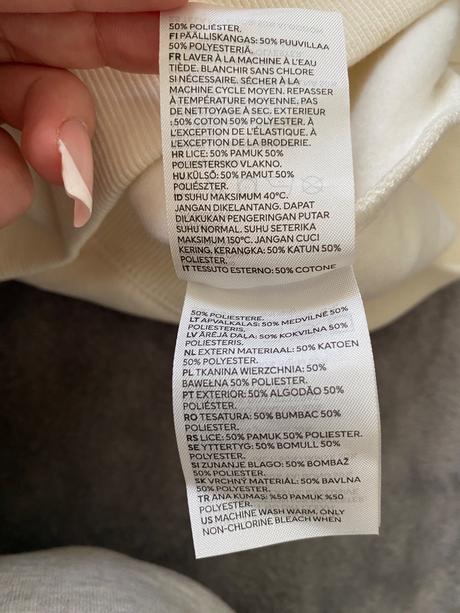 50% POLIÉSTER.
FI PÄÄLLISKANGAS: 50% PUUVILLAA
50% POLYESTERIÄ.
FR LAVER À LA MACHINE À L'EAU
TIÈDE. BLANCHIR SANS CHLORE
SI NÉCESSAIRE. SÉCHER À LA
MACHINE CYCLE MOYEN. REPASSER
À TEMPÉRATURE MOYENNE. PAS
DE NETTOYAGE À SEC. EXTERIEUR
: 50% COTON 50% POLYESTER. À
L'EXCEPTION DE L'ÉLASTIQUE. À
L'EXCEPTION DE LA BRODERIE.
HR LICE: 50% PAMUK 50%
POLIESTERSKO VLAKNO.
HU KÜLSŐ: 50% PAMUT 50%
POLIÉSZTER.
ID SUHU MAKSIMUM 40°C.
JANGAN DIKELANTANG. DAPAT
DILAKUKAN PENGERINGAN PUTAR
SUHU NORMAL. SUHU SETERIKA
MAKSIMUM 150°C. JANGAN CUCI
KERING. KERANGKA: 50% KATUN 50%
POLIESTER.
IT TESSUTO ESTERNO: 50% COTONE
50% POLIESTERE.
LT APVALKALAS: 50% MEDVILNĖ 50%
POLIESTERIS.
LV ĀRĒJĀ DAĻA: 50% KOKVILNA 50%
POLIESTERIS.
NL EXTERN MATERIAAL: 50% KATOEN
50% POLYESTER.
PL TKANINA WIERZCHNIA: 50%
BAWEŁNA 50% POLIESTER.
PT EXTERIOR: 50% ALGODÃO 50%
POLIÉSTER.
RO TESATURA: 50% BUMBAC 50%
POLIESTER.
RS LICE: 50% PAMUK 50% POLIESTER.
SE YTTERTYG: 50% BOMULL 50%
POLYESTER.
SI ZUNANJE BLAGO: 50% BOMBAŽ
50% POLIESTER.
SK VRCHNÝ MATERIÁL: 50% BAVLNA
50% POLYESTER.
TR ANA KUMAŞ: %50 PAMUK %50
POLYESTER.
US MACHINE WASH WARM. ONLY
NON-CHLORINE BLEACH WHEN